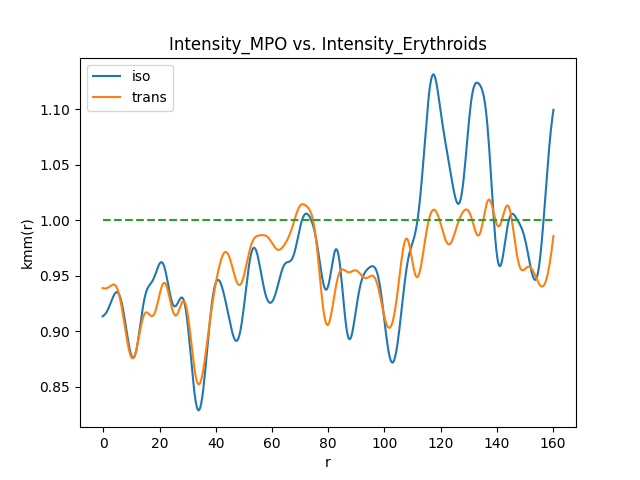 Intensity_MPO vs. Intensity_Erythroids
iso
trans
1.10
1.05
1.00
0.95
0.90
0.85
kmm(r)
0 20 40 60 80 100 120 140 160
r